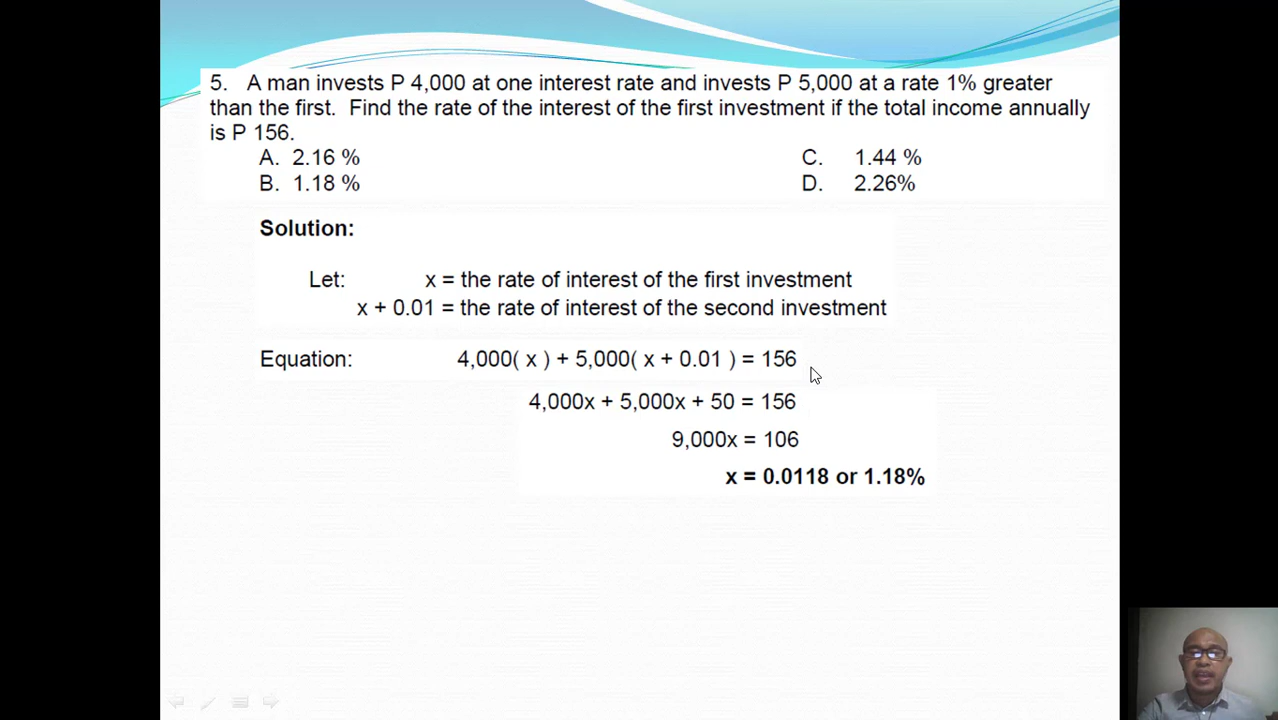 5. A man invests P 4,000 at one interest rate and invests P 5,000 at a rate 1% greater
than the first. Find the rate of the interest of the first investment if the total income annually
is P 156.
A. 2.16 % C. 1.44 %
B. 1.18 % D. 2.26%
Solution:
Let: x = the rate of interest of the first investment
x + 0.01 = the rate of interest of the second investment
Equation: 4,000( x ) + 5,000( x + 0.01 ) = 156
4,000x + 5,000x + 50 = 156
9,000x = 106
x = 0.0118 or 1.18%